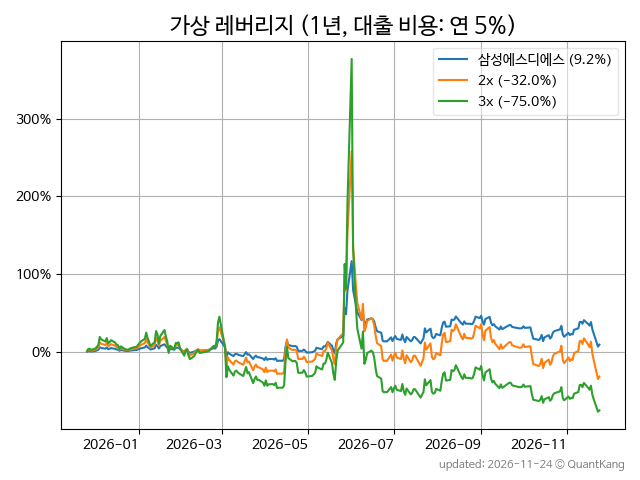 가상 레버리지 (1년, 대출 비용: 연 5%)
삼성에스디에스 (9.2%)
2x (-32.0%)
3x (-75.0%)
300%
200%
100%
0%
2026-01 2026-03 2026-05 2026-07 2026-09 2026-11
updated: 2026-11-24 © QuantKang